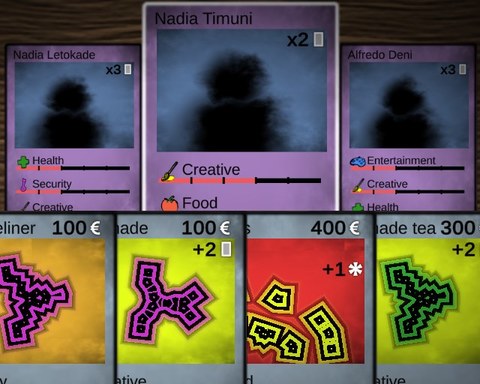 Nadia Timuni
Nadia Letokade
Alfredo Deni
x3
x2
x3
Health
Security
Creative
Creative
Food
Entertainment
Creative
Health
eliner 100 €
ade 100 €
s 400 €
ade tea 300
+2
+1
+2
ative
d
ative